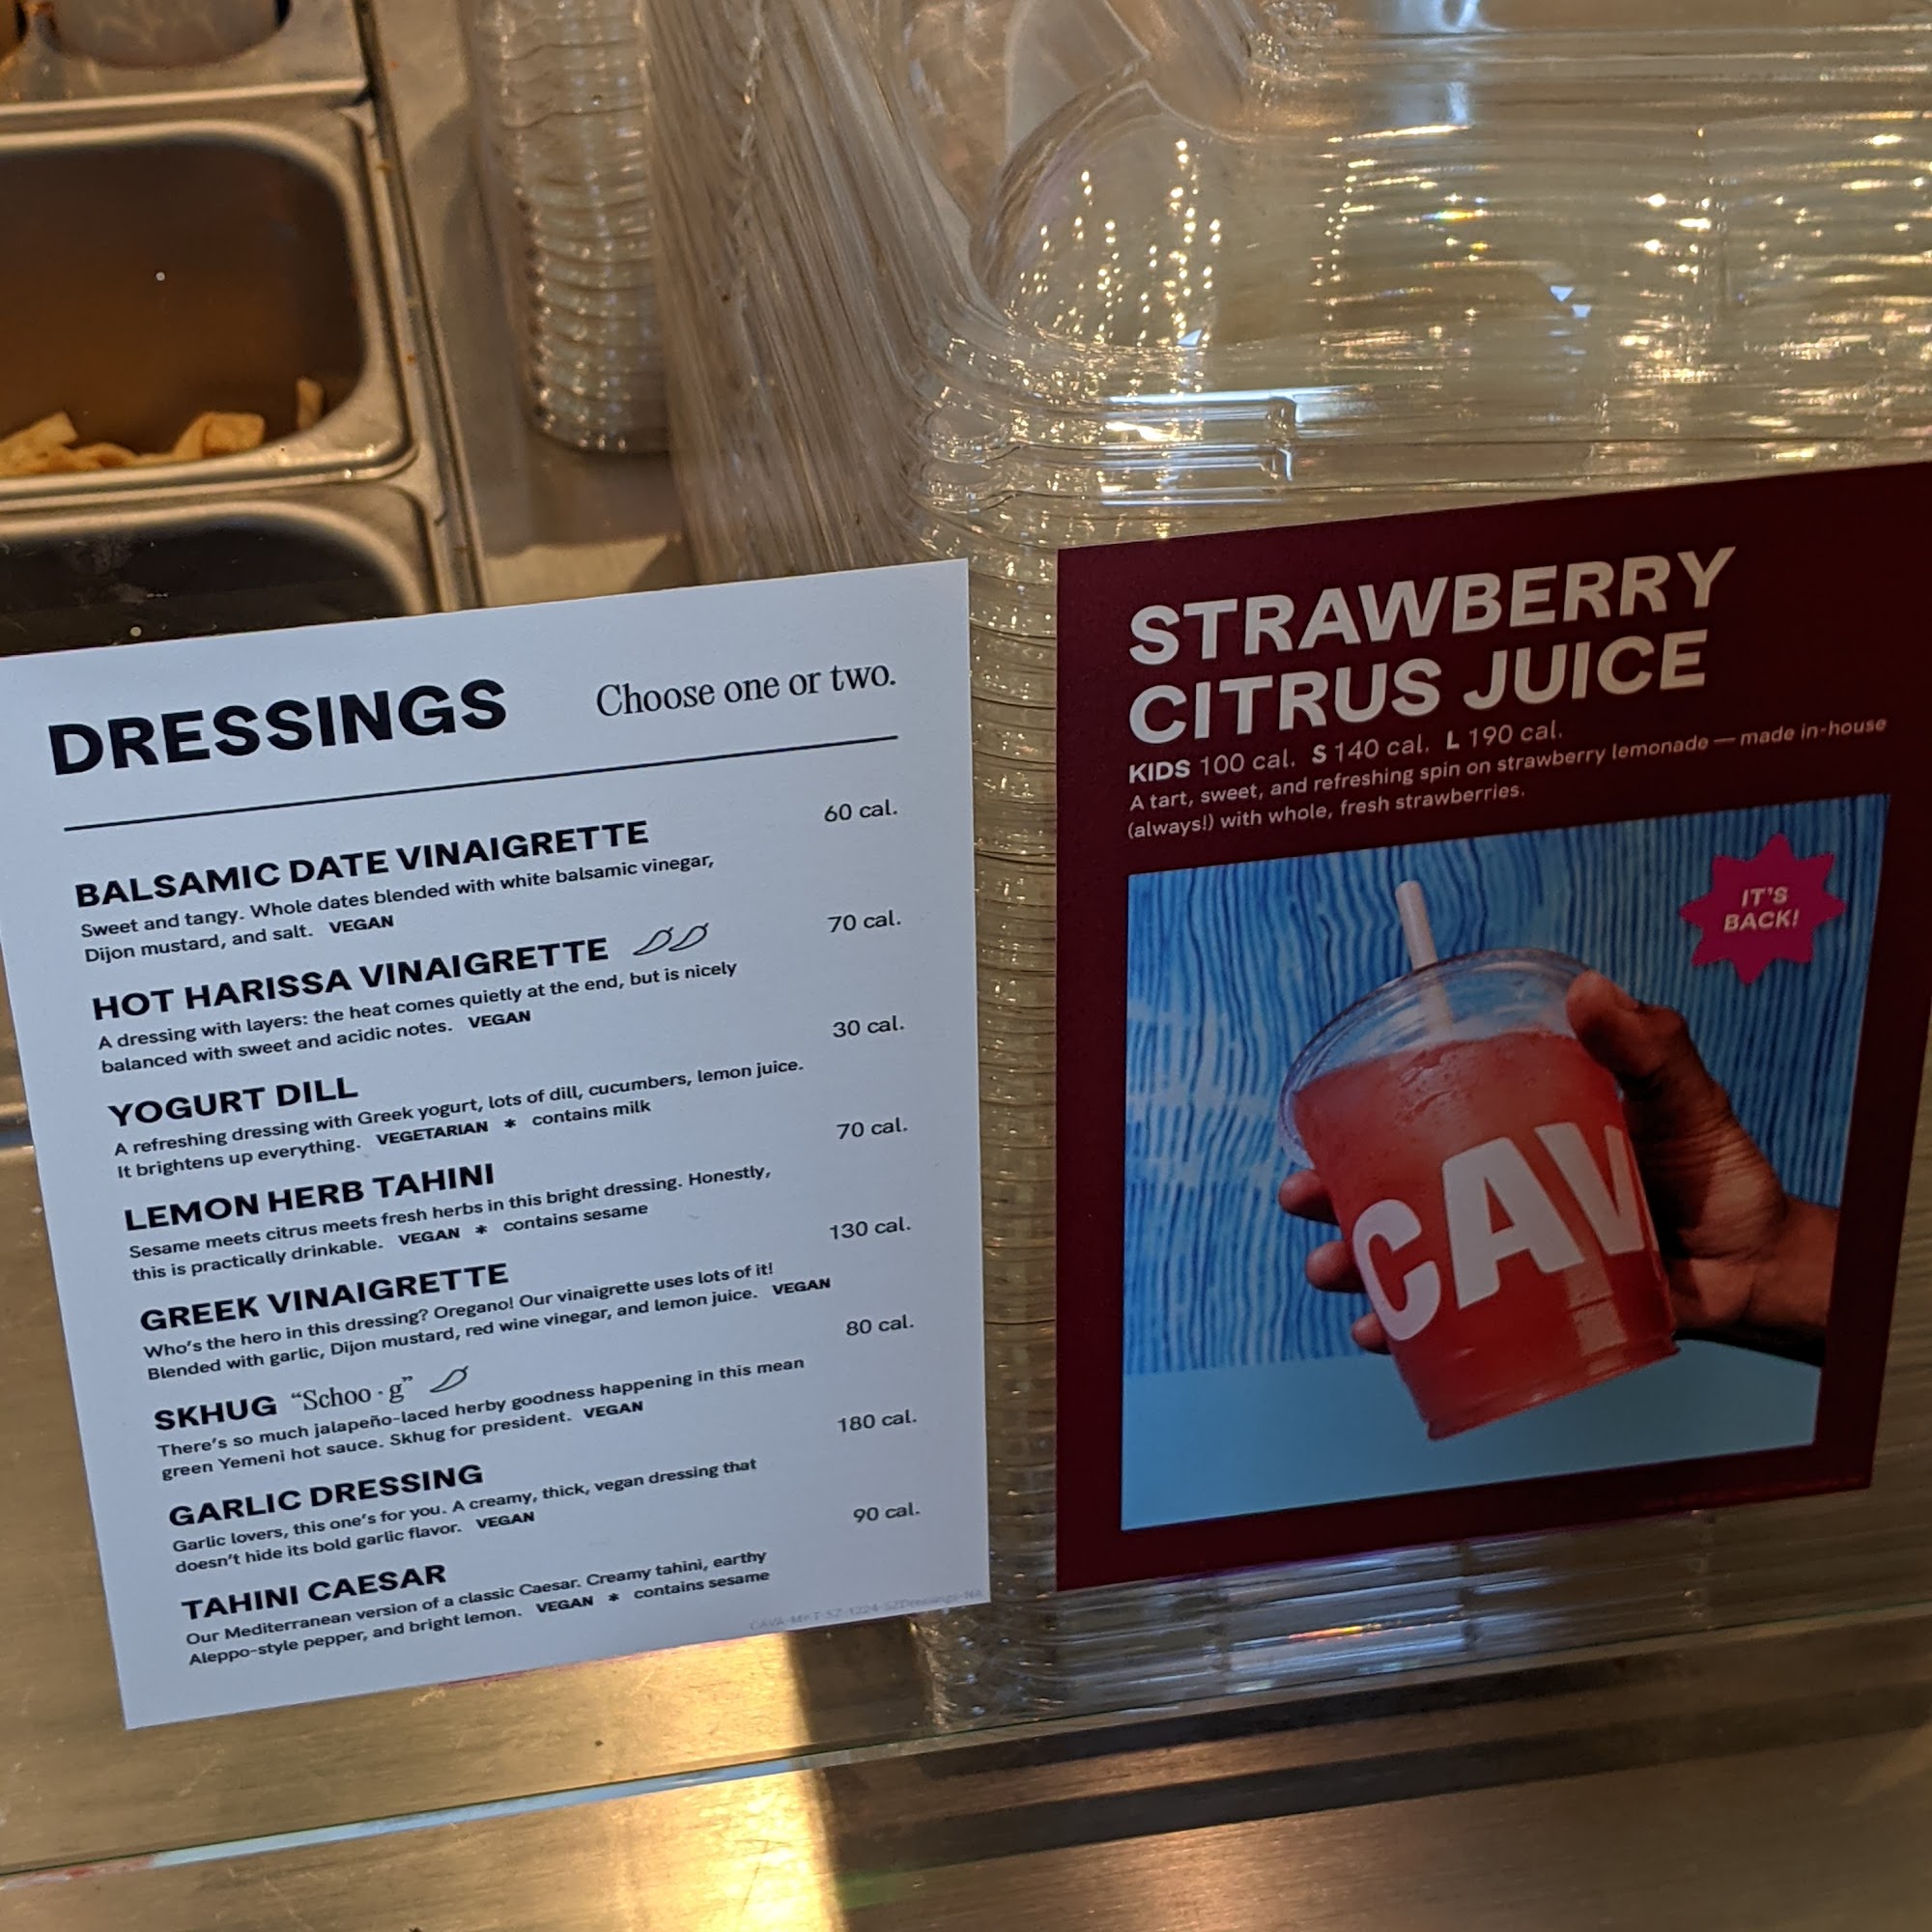 DRESSINGS Choose one or two.
BALSAMIC DATE VINAIGRETTE 60 cal.
Sweet and tangy. Whole dates blended with white balsamic vinegar,
Dijon mustard, and salt. VEGAN
HOT HARISSA VINAIGRETTE 70 cal.
A dressing with layers: the heat comes quietly at the end, but is nicely
balanced with sweet and acidic notes. VEGAN
YOGURT DILL 30 cal.
A refreshing dressing with Greek yogurt, lots of dill, cucumbers, lemon juice.
It brightens up everything. VEGETARIAN * contains milk
LEMON HERB TAHINI 70 cal.
Sesame meets citrus meets fresh herbs in this bright dressing. Honestly,
this is practically drinkable. VEGAN * contains sesame
GREEK VINAIGRETTE 130 cal.
Who's the hero in this dressing? Oregano! Our vinaigrette uses lots of it!
Blended with garlic, Dijon mustard, red wine vinegar, and lemon juice. VEGAN
SKHUG “Schoo · g” 80 cal.
There's so much jalapeño-laced herby goodness happening in this mean
green Yemeni hot sauce. Skhug for president. VEGAN
GARLIC DRESSING 180 cal.
Garlic lovers, this one's for you. A creamy, thick, vegan dressing that
doesn't hide its bold garlic flavor. VEGAN
TAHINI CAESAR 90 cal.
Our Mediterranean version of a classic Caesar. Creamy tahini, earthy
Aleppo-style pepper, and bright lemon. VEGAN * contains sesame
STRAWBERRY
CITRUS JUICE
KIDS 100 cal. S 140 cal. L 190 cal.
A tart, sweet, and refreshing spin on strawberry lemonade — made in-house
(always!) with whole, fresh strawberries.
IT'S
BACK!
CAV